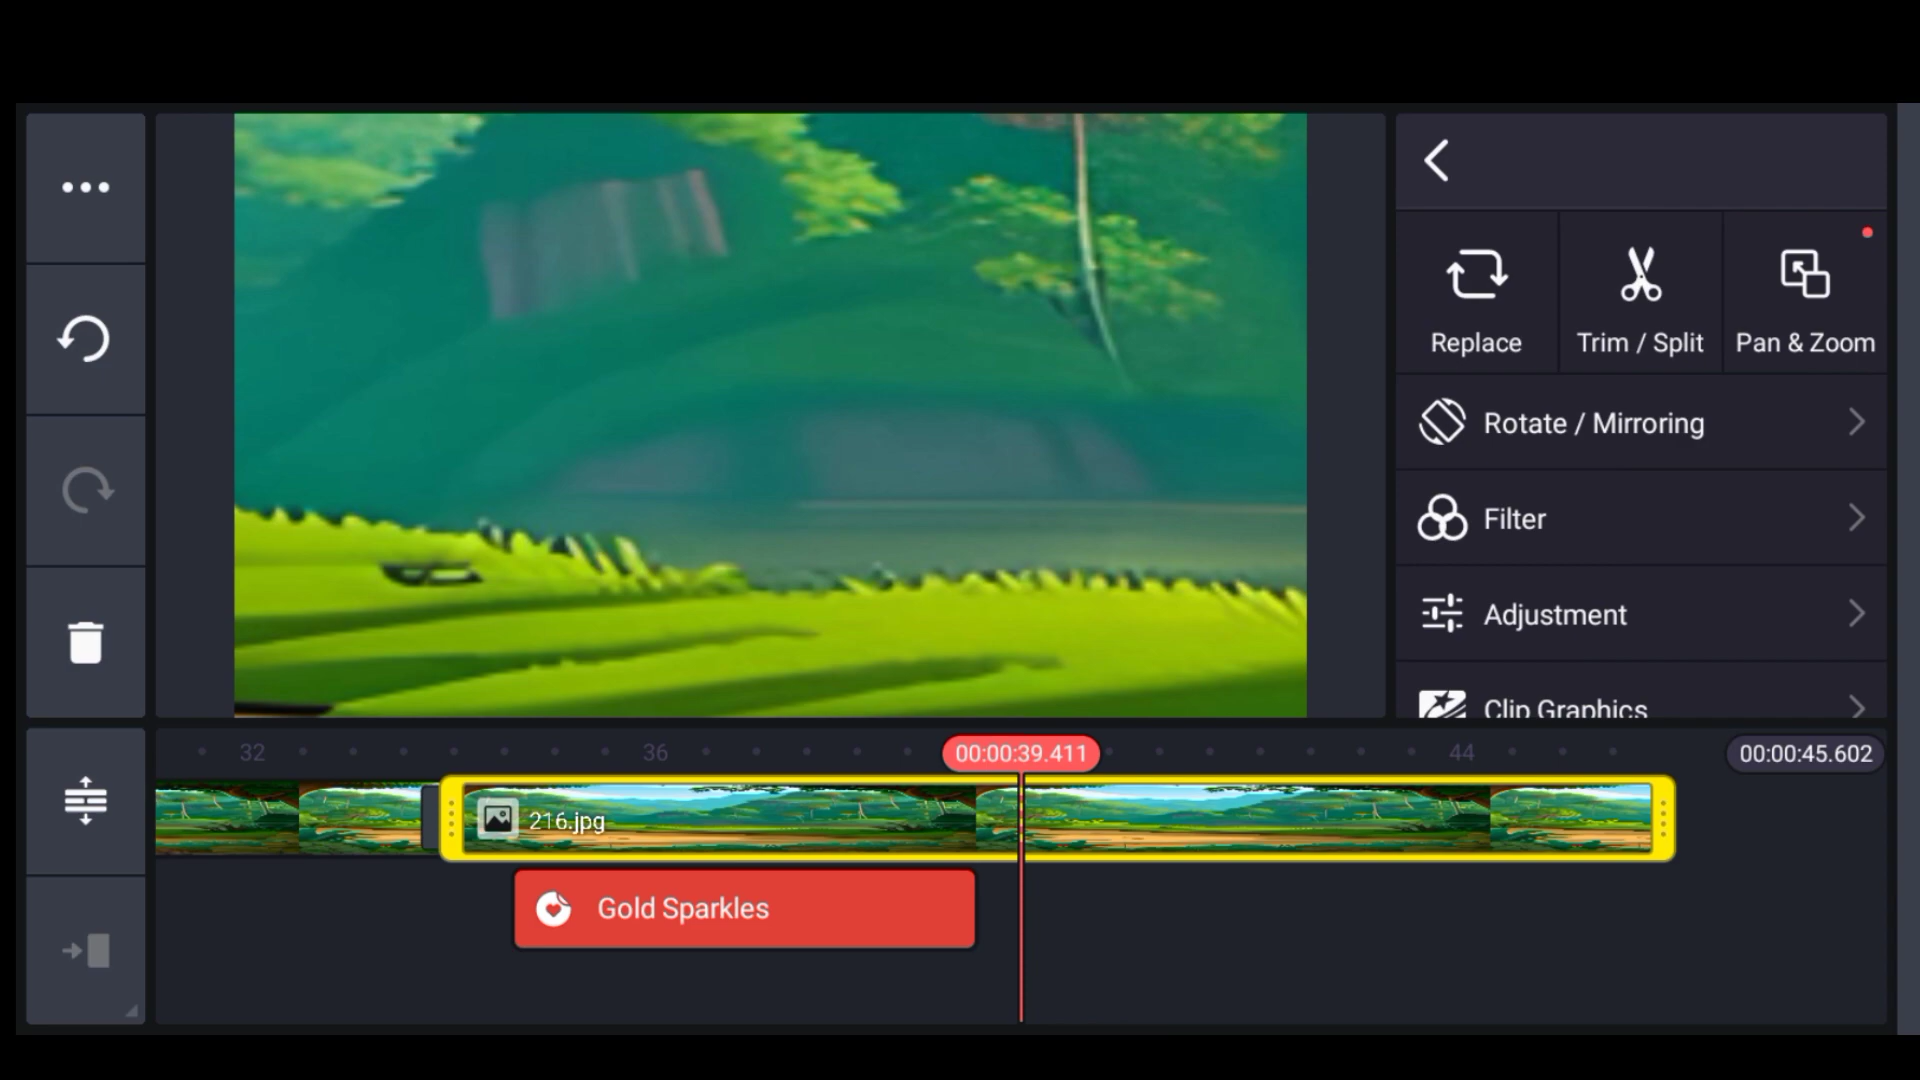 Replace
Trim / Split
Pan & Zoom
Rotate / Mirroring
Filter
Adjustment
Clip Graphics
32
36
00:00:39.411
44
00:00:45.602
216.jpg
Gold Sparkles